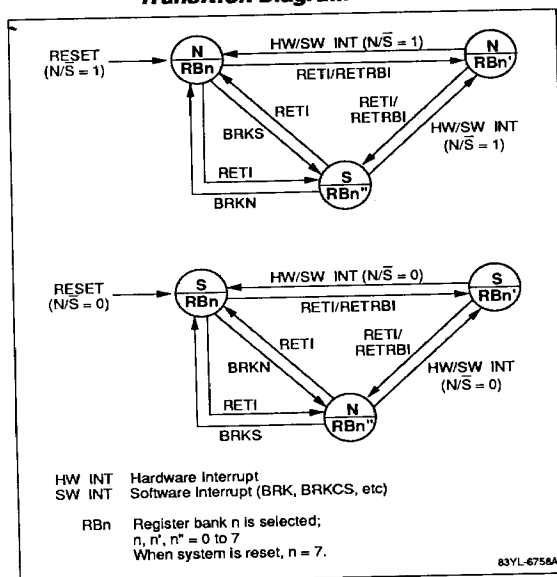 Transition Diagram
RESET
(N/S̅ = 1)
N
RBn
HW/SW INT (N/S̅ = 1)
RETI/RETRBI
N
RBn'
RETI
BRKS
RETI/
RETRBI
HW/SW INT
(N/S̅ = 1)
RETI
BRKN
S
RBn"
RESET
(N/S̅ = 0)
S
RBn
HW/SW INT (N/S̅ = 0)
RETI/RETRBI
S
RBn'
RETI
BRKN
RETI/
RETRBI
HW/SW INT
(N/S̅ = 0)
RETI
BRKS
N
RBn"
HW INT Hardware Interrupt
SW INT Software Interrupt (BRK, BRKCS, etc)
RBn Register bank n is selected;
n, n', n" = 0 to 7
When system is reset, n = 7.
83YL-6758A